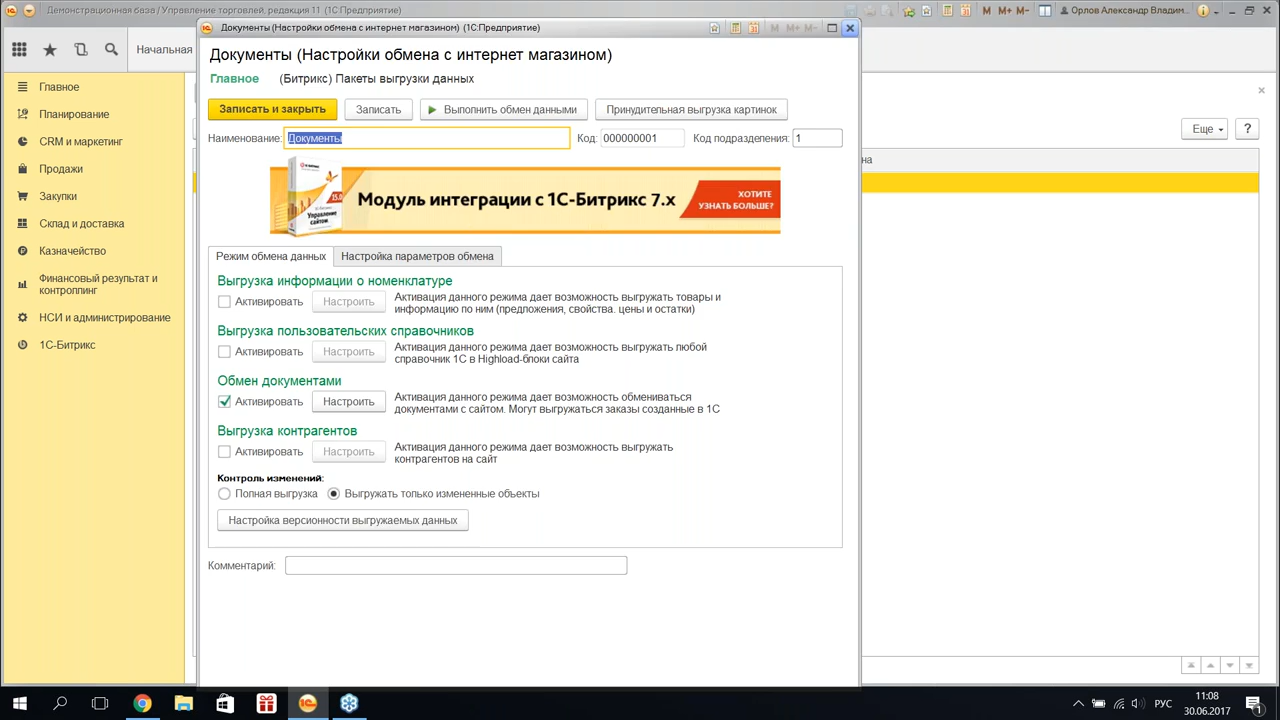 Демонстрационная база / Управление торговлей, редакция 11 (1С:Предприятие)
Документы (Настройки обмена с интернет магазином) (1С:Предприятие)
M M+ M-
M M+ M-
Орлов Александр Владим...
Начальная
Документы (Настройки обмена с интернет магазином)
Главное
(Битрикс) Пакеты выгрузки данных
Записать и закрыть
Записать
Выполнить обмен данными
Принудительная выгрузка картинок
Наименование:
Документы
Код:
000000001
Код подразделения:
1
Модуль интеграции с 1С-Битрикс 7.x
ХОТИТЕ
УЗНАТЬ БОЛЬШЕ?
Управление
сайтом
Режим обмена данных
Настройка параметров обмена
Выгрузка информации о номенклатуре
Активировать
Настроить
Активация данного режима дает возможность выгружать товары и
информацию по ним (предложения, свойства. цены и остатки)
Выгрузка пользовательских справочников
Активировать
Настроить
Активация данного режима дает возможность выгружать любой
справочник 1С в Highload-блоки сайта
Обмен документами
Активировать
Настроить
Активация данного режима дает возможность обмениваться
документами с сайтом. Могут выгружаться заказы созданные в 1С
Выгрузка контрагентов
Активировать
Настроить
Активация данного режима дает возможность выгружать
контрагентов на сайт
Контроль изменений:
Полная выгрузка
Выгружать только измененные объекты
Настройка версионности выгружаемых данных
Комментарий:
Главное
Планирование
CRM и маркетинг
Продажи
Закупки
Склад и доставка
Казначейство
Финансовый результат и
контроллинг
НСИ и администрирование
1С-Битрикс
Еще
?
на
РУС
11:08
30.06.2017
1